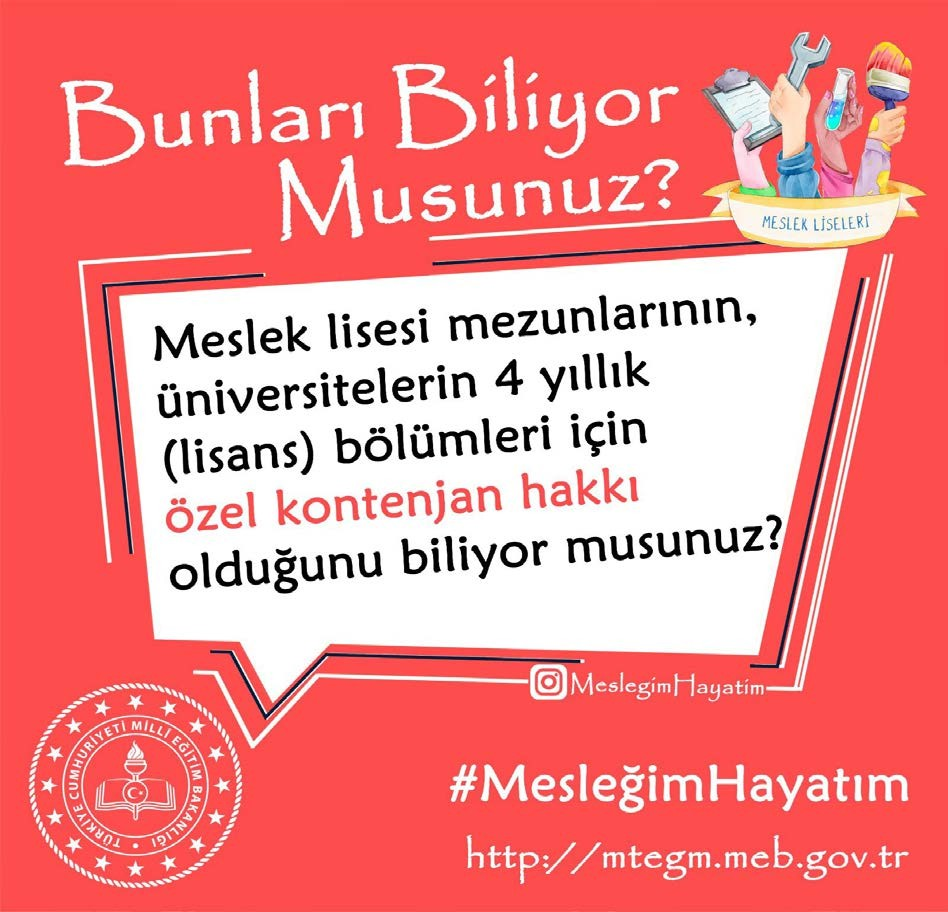 Bunları Biliyor
Musunuz?
MESLEK LİSELERİ
Meslek lisesi mezunlarının,
üniversitelerin 4 yıllık
(lisans) bölümleri için
özel kontenjan hakkı
olduğunu biliyor musunuz?
MeslegimHayatim
TÜRKİYE CUMHURİYETİ MİLLİ EĞİTİM BAKANLIĞI
#MesleğimHayatım
http://mtegm.meb.gov.tr